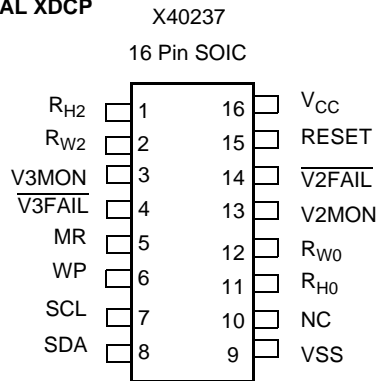 AL XDCP
X40237
16 Pin SOIC
RH2 1 16 VCC
RW2 2 15 RESET
V3MON 3 14 V2FAIL
V3FAIL 4 13 V2MON
MR 5 12 RW0
WP 6 11 RH0
SCL 7 10 NC
SDA 8 9 VSS